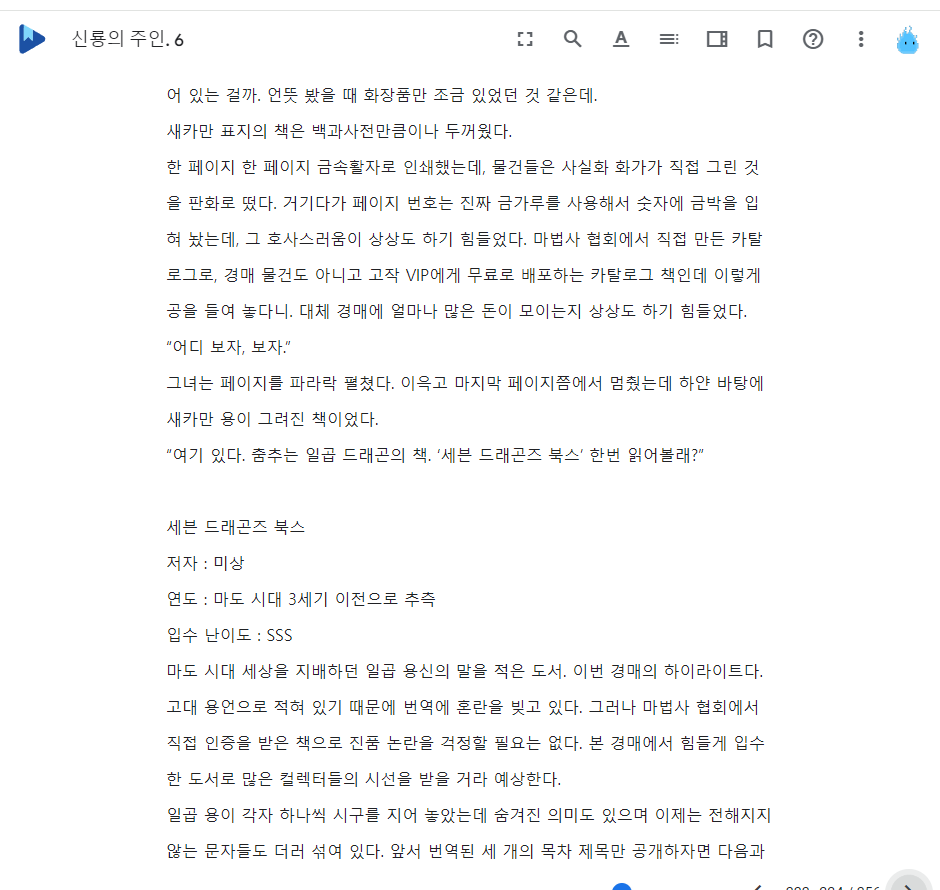 신룡의 주인. 6
어 있는 걸까. 언뜻 봤을 때 화장품만 조금 있었던 것 같은데.
새카만 표지의 책은 백과사전만큼이나 두꺼웠다.
한 페이지 한 페이지 금속활자로 인쇄했는데, 물건들은 사실화 화가가 직접 그린 것
을 판화로 떴다. 거기다가 페이지 번호는 진짜 금가루를 사용해서 숫자에 금박을 입
혀 놨는데, 그 호사스러움이 상상도 하기 힘들었다. 마법사 협회에서 직접 만든 카탈
로그로, 경매 물건도 아니고 고작 VIP에게 무료로 배포하는 카탈로그 책인데 이렇게
공을 들여 놓다니. 대체 경매에 얼마나 많은 돈이 모이는지 상상도 하기 힘들었다.
“어디 보자, 보자.”
그녀는 페이지를 파라락 펼쳤다. 이윽고 마지막 페이지쯤에서 멈췄는데 하얀 바탕에
새카만 용이 그려진 책이었다.
“여기 있다. 춤추는 일곱 드래곤의 책. ‘세븐 드래곤즈 북스’ 한번 읽어볼래?”
세븐 드래곤즈 북스
저자 : 미상
연도 : 마도 시대 3세기 이전으로 추측
입수 난이도 : SSS
마도 시대 세상을 지배하던 일곱 용신의 말을 적은 도서. 이번 경매의 하이라이트다.
고대 용언으로 적혀 있기 때문에 번역에 혼란을 빚고 있다. 그러나 마법사 협회에서
직접 인증을 받은 책으로 진품 논란을 걱정할 필요는 없다. 본 경매에서 힘들게 입수
한 도서로 많은 컬렉터들의 시선을 받을 거라 예상한다.
일곱 용이 각자 하나씩 시구를 지어 놓았는데 숨겨진 의미도 있으며 이제는 전해지지
않는 문자들도 더러 섞여 있다. 앞서 번역된 세 개의 목차 제목만 공개하자면 다음과